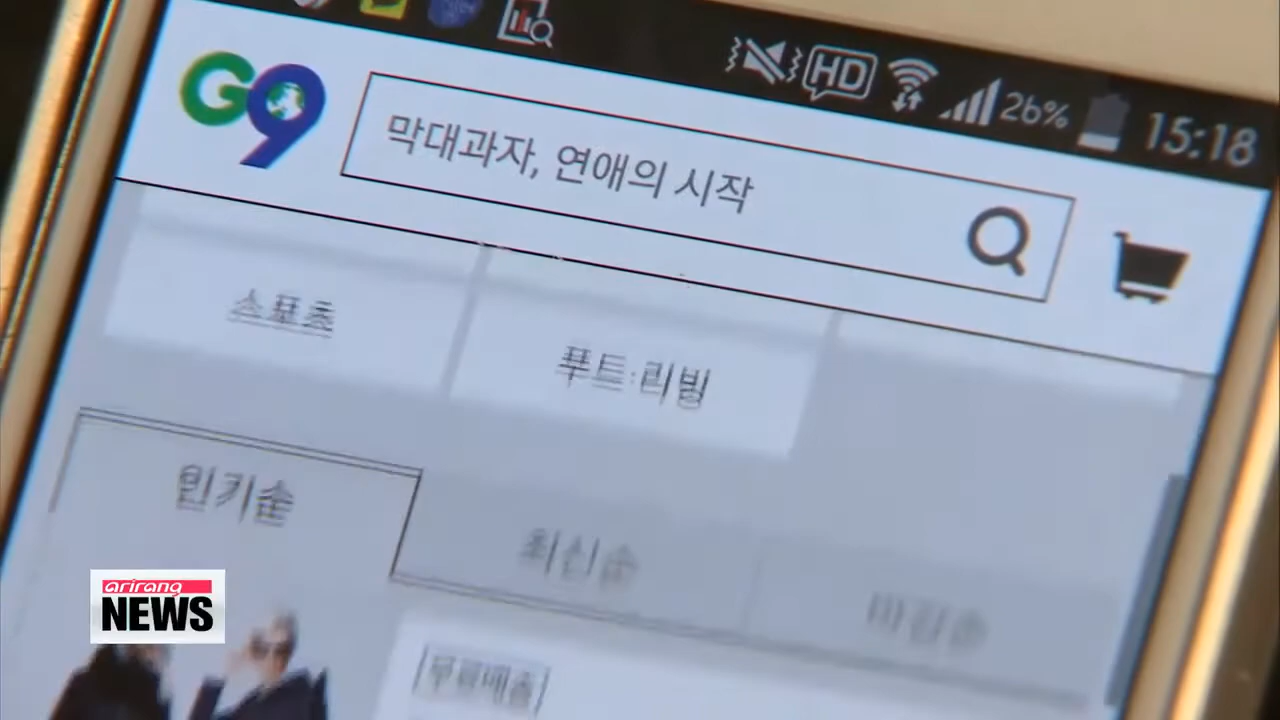 HD 26% 15:18
G9
막대과자, 연애의 시작
스포츠
푸드·리빙
인기순
최신순
마감순
무료배송
arirang
NEWS